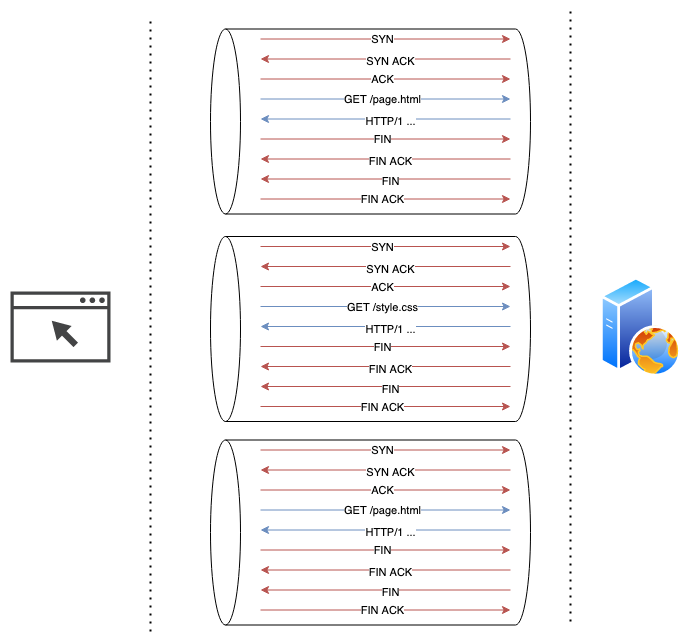 SYN
SYN ACK
ACK
GET /page.html
HTTP/1 ...
FIN
FIN ACK
FIN
FIN ACK
SYN
SYN ACK
ACK
GET /style.css
HTTP/1 ...
FIN
FIN ACK
FIN
FIN ACK
SYN
SYN ACK
ACK
GET /page.html
HTTP/1 ...
FIN
FIN ACK
FIN
FIN ACK